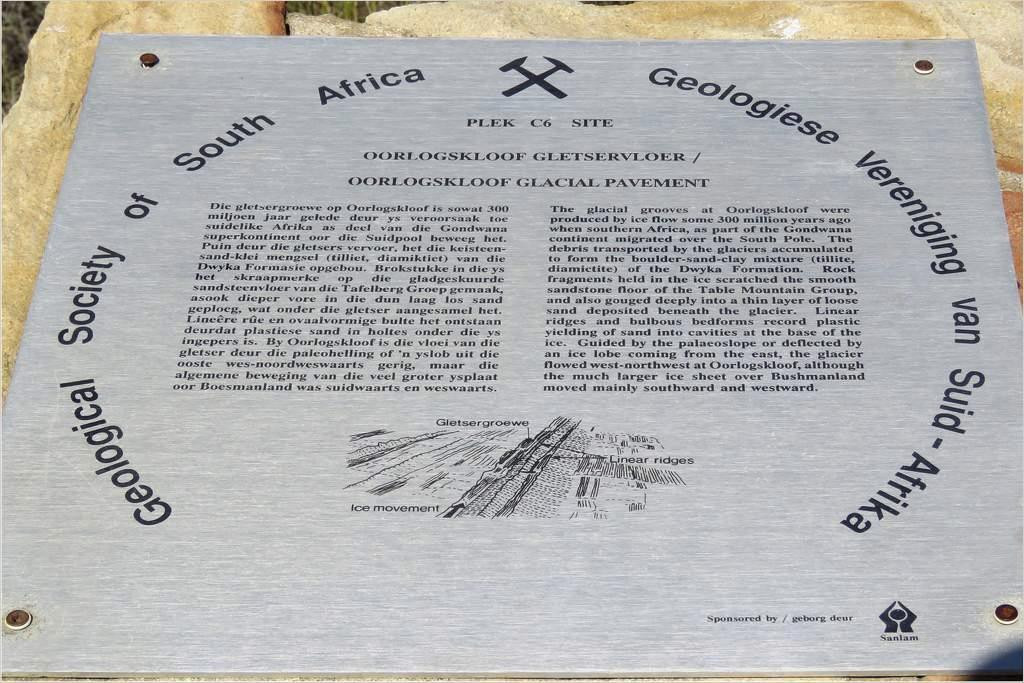 Geological Society of South Africa
Geologiese Vereniging van Suid-Afrika
PLEK C6 SITE
OORLOGSKLOOF GLETSERVLOER /
OORLOGSKLOOF GLACIAL PAVEMENT
Die gletsergroewe op Oorlogskloof is sowat 300
miljoen jaar gelede deur ys veroorsaak toe
suidelike Afrika as deel van die Gondwana
superkontinent oor die Suidpool beweeg het.
Puin deur die gletsers vervoer, het die keisteen-
sand-klei mengsel (tilliet, diamiktiet) van die
Dwyka Formasie opgebou. Brokstukke in die ys
het skraapmerke op die gladgeskuurde
sandsteenvloer van die Tafelberg Groep gemaak,
asook dieper vore in die dun laag los sand
geploeg, wat onder die gletser aangesamel het.
Lineêre rûe en ovaalvormige bulte het ontstaan
deurdat plastiese sand in holtes onder die ys
ingepers is. By Oorlogskloof is die vloei van die
gletser deur die paleohelling of 'n yslob uit die
ooste wes-noordweswaarts gerig, maar die
algemene beweging van die veel groter ysplaat
oor Boesmanland was suidwaarts en weswaarts.
The glacial grooves at Oorlogskloof were
produced by ice flow some 300 million years ago
when southern Africa, as part of the Gondwana
continent migrated over the South Pole. The
debris transported by the glaciers accumulated
to form the boulder-sand-clay mixture (tillite,
diamictite) of the Dwyka Formation. Rock
fragments held in the ice scratched the smooth
sandstone floor of the Table Mountain Group,
and also gouged deeply into a thin layer of loose
sand deposited beneath the glacier. Linear
ridges and bulbous bedforms record plastic
yielding of sand into cavities at the base of the
ice. Guided by the palaeoslope or deflected by
an ice lobe coming from the east, the glacier
flowed west-northwest at Oorlogskloof, although
the much larger ice sheet over Bushmanland
moved mainly southward and westward.
Gletsergroewe
Linear ridges
Ice movement
Sponsored by / geborg deur
Sanlam